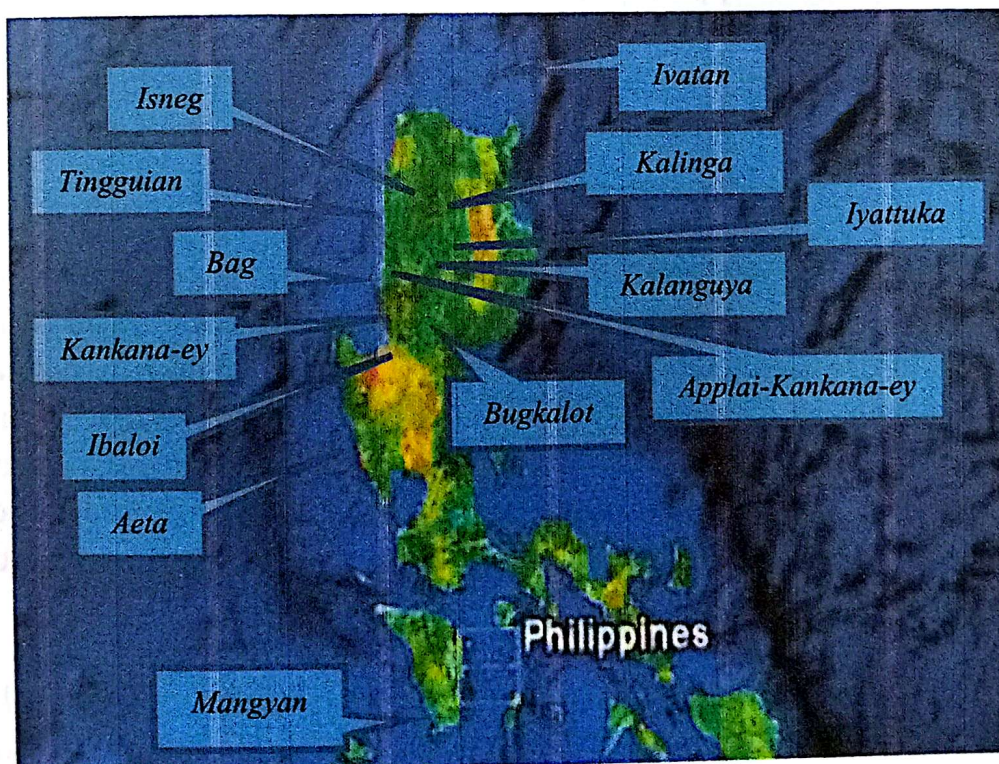 Ivatan
Isneg
Kalinga
Tingguian
Iyattuka
Bag
Kalanguya
Kankana-ey
Applai-Kankana-ey
Bugkalot
Ibaloi
Aeta
Philippines
Mangyan